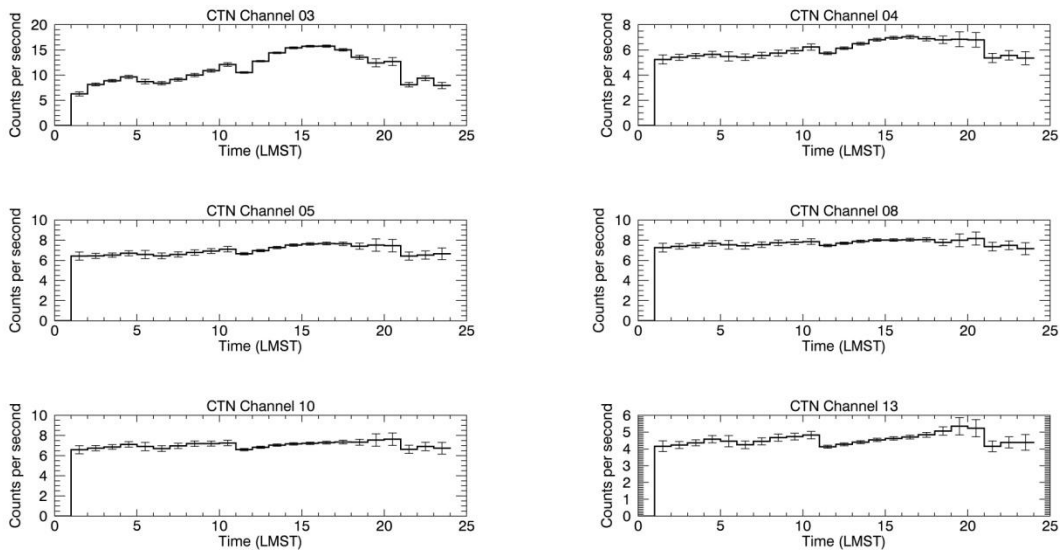 CTN Channel 03
Counts per second
20
15
10
5
0
0 5 10 15 20 25
Time (LMST)
CTN Channel 04
Counts per second
8
6
4
2
0
0 5 10 15 20 25
Time (LMST)
CTN Channel 05
Counts per second
10
8
6
4
2
0
0 5 10 15 20 25
Time (LMST)
CTN Channel 08
Counts per second
10
8
6
4
2
0
0 5 10 15 20 25
Time (LMST)
CTN Channel 10
Counts per second
10
8
6
4
2
0
0 5 10 15 20 25
Time (LMST)
CTN Channel 13
Counts per second
6
5
4
3
2
1
0
0 5 10 15 20 25
Time (LMST)